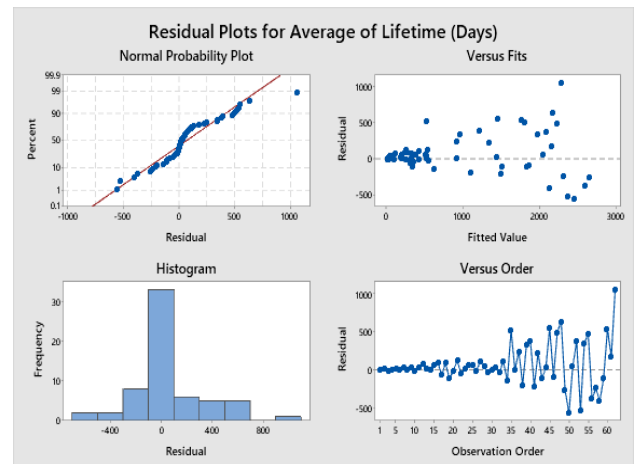 Residual Plots for Average of Lifetime (Days)
Normal Probability Plot
99.9
99
90
50
10
1
0.1
Percent
-1000 -500 0 500 1000
Residual
Versus Fits
1000
500
0
-500
Residual
0 1000 2000 3000
Fitted Value
Histogram
30
20
10
0
Frequency
-400 0 400 800
Residual
Versus Order
1000
500
0
-500
Residual
1 5 10 15 20 25 30 35 40 45 50 55 60
Observation Order